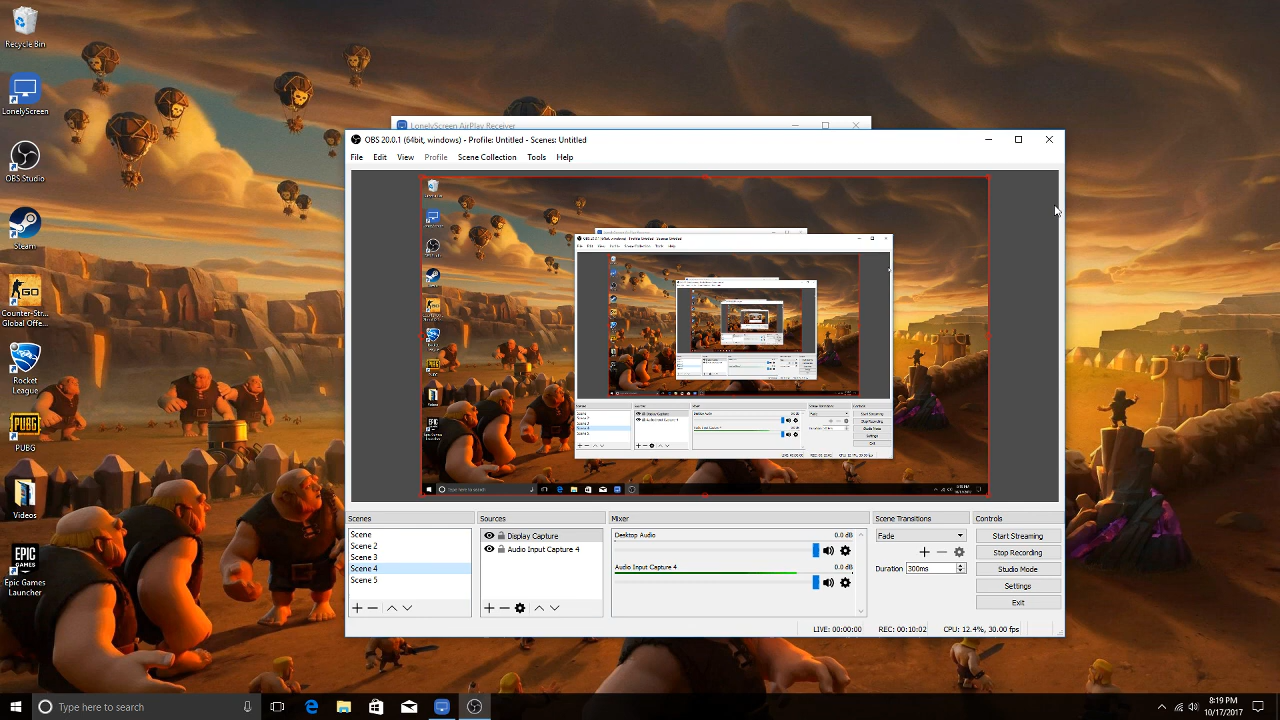 Recycle Bin
LonelyScreen
OBS Studio
Steam
Counter-Str...
Global Offe...
Rocket
League
PUBG
Videos
Epic Games
Launcher
LonelyScreen AirPlay Receiver
OBS 20.0.1 (64bit, windows) - Profile: Untitled - Scenes: Untitled
File Edit View Profile Scene Collection Tools Help
Scenes
Scene
Scene 2
Scene 3
Scene 4
Scene 5
Sources
Display Capture
Audio Input Capture 4
Mixer
Desktop Audio 0.0 dB
Audio Input Capture 4 0.0 dB
Scene Transitions
Fade
Duration 300ms
Controls
Start Streaming
Stop Recording
Studio Mode
Settings
Exit
LIVE: 00:00:00 REC: 00:10:02 CPU: 12.4%, 30.00 fps
Type here to search
8:19 PM
10/17/2017